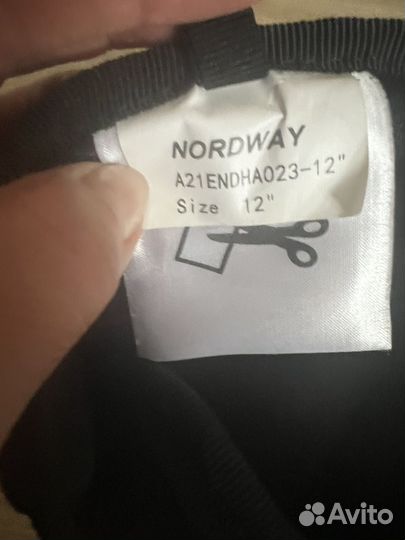 NORDWAY
A21ENDHA023-12"
Size 12"
Avito